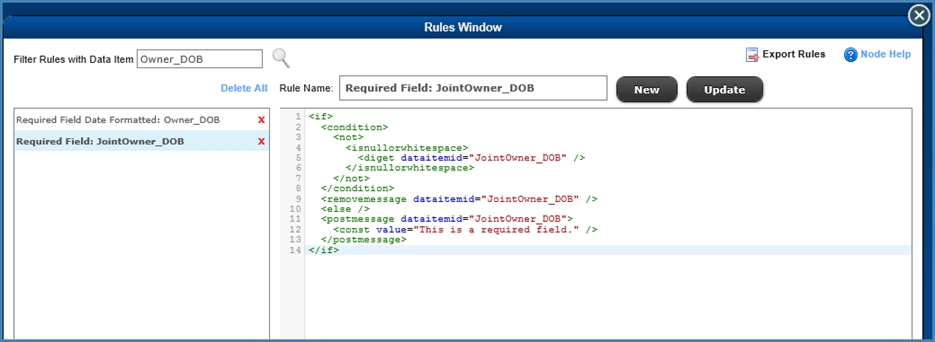 Rules Window
Filter Rules with Data Item Owner_DOB
Export Rules
Node Help
Delete All
Rule Name: Required Field: JointOwner_DOB New Update
Required Field Date Formatted: Owner_DOB X
Required Field: JointOwner_DOB X
1 <if>
2 <condition>
3 <not>
4 <isnullorwhitespace>
5 <diget dataitemid="JointOwner_DOB" />
6 </isnullorwhitespace>
7 </not>
8 </condition>
9 <removemessage dataitemid="JointOwner_DOB" />
10 <else />
11 <postmessage dataitemid="JointOwner_DOB">
12 <const value="This is a required field." />
13 </postmessage>
14 </if>